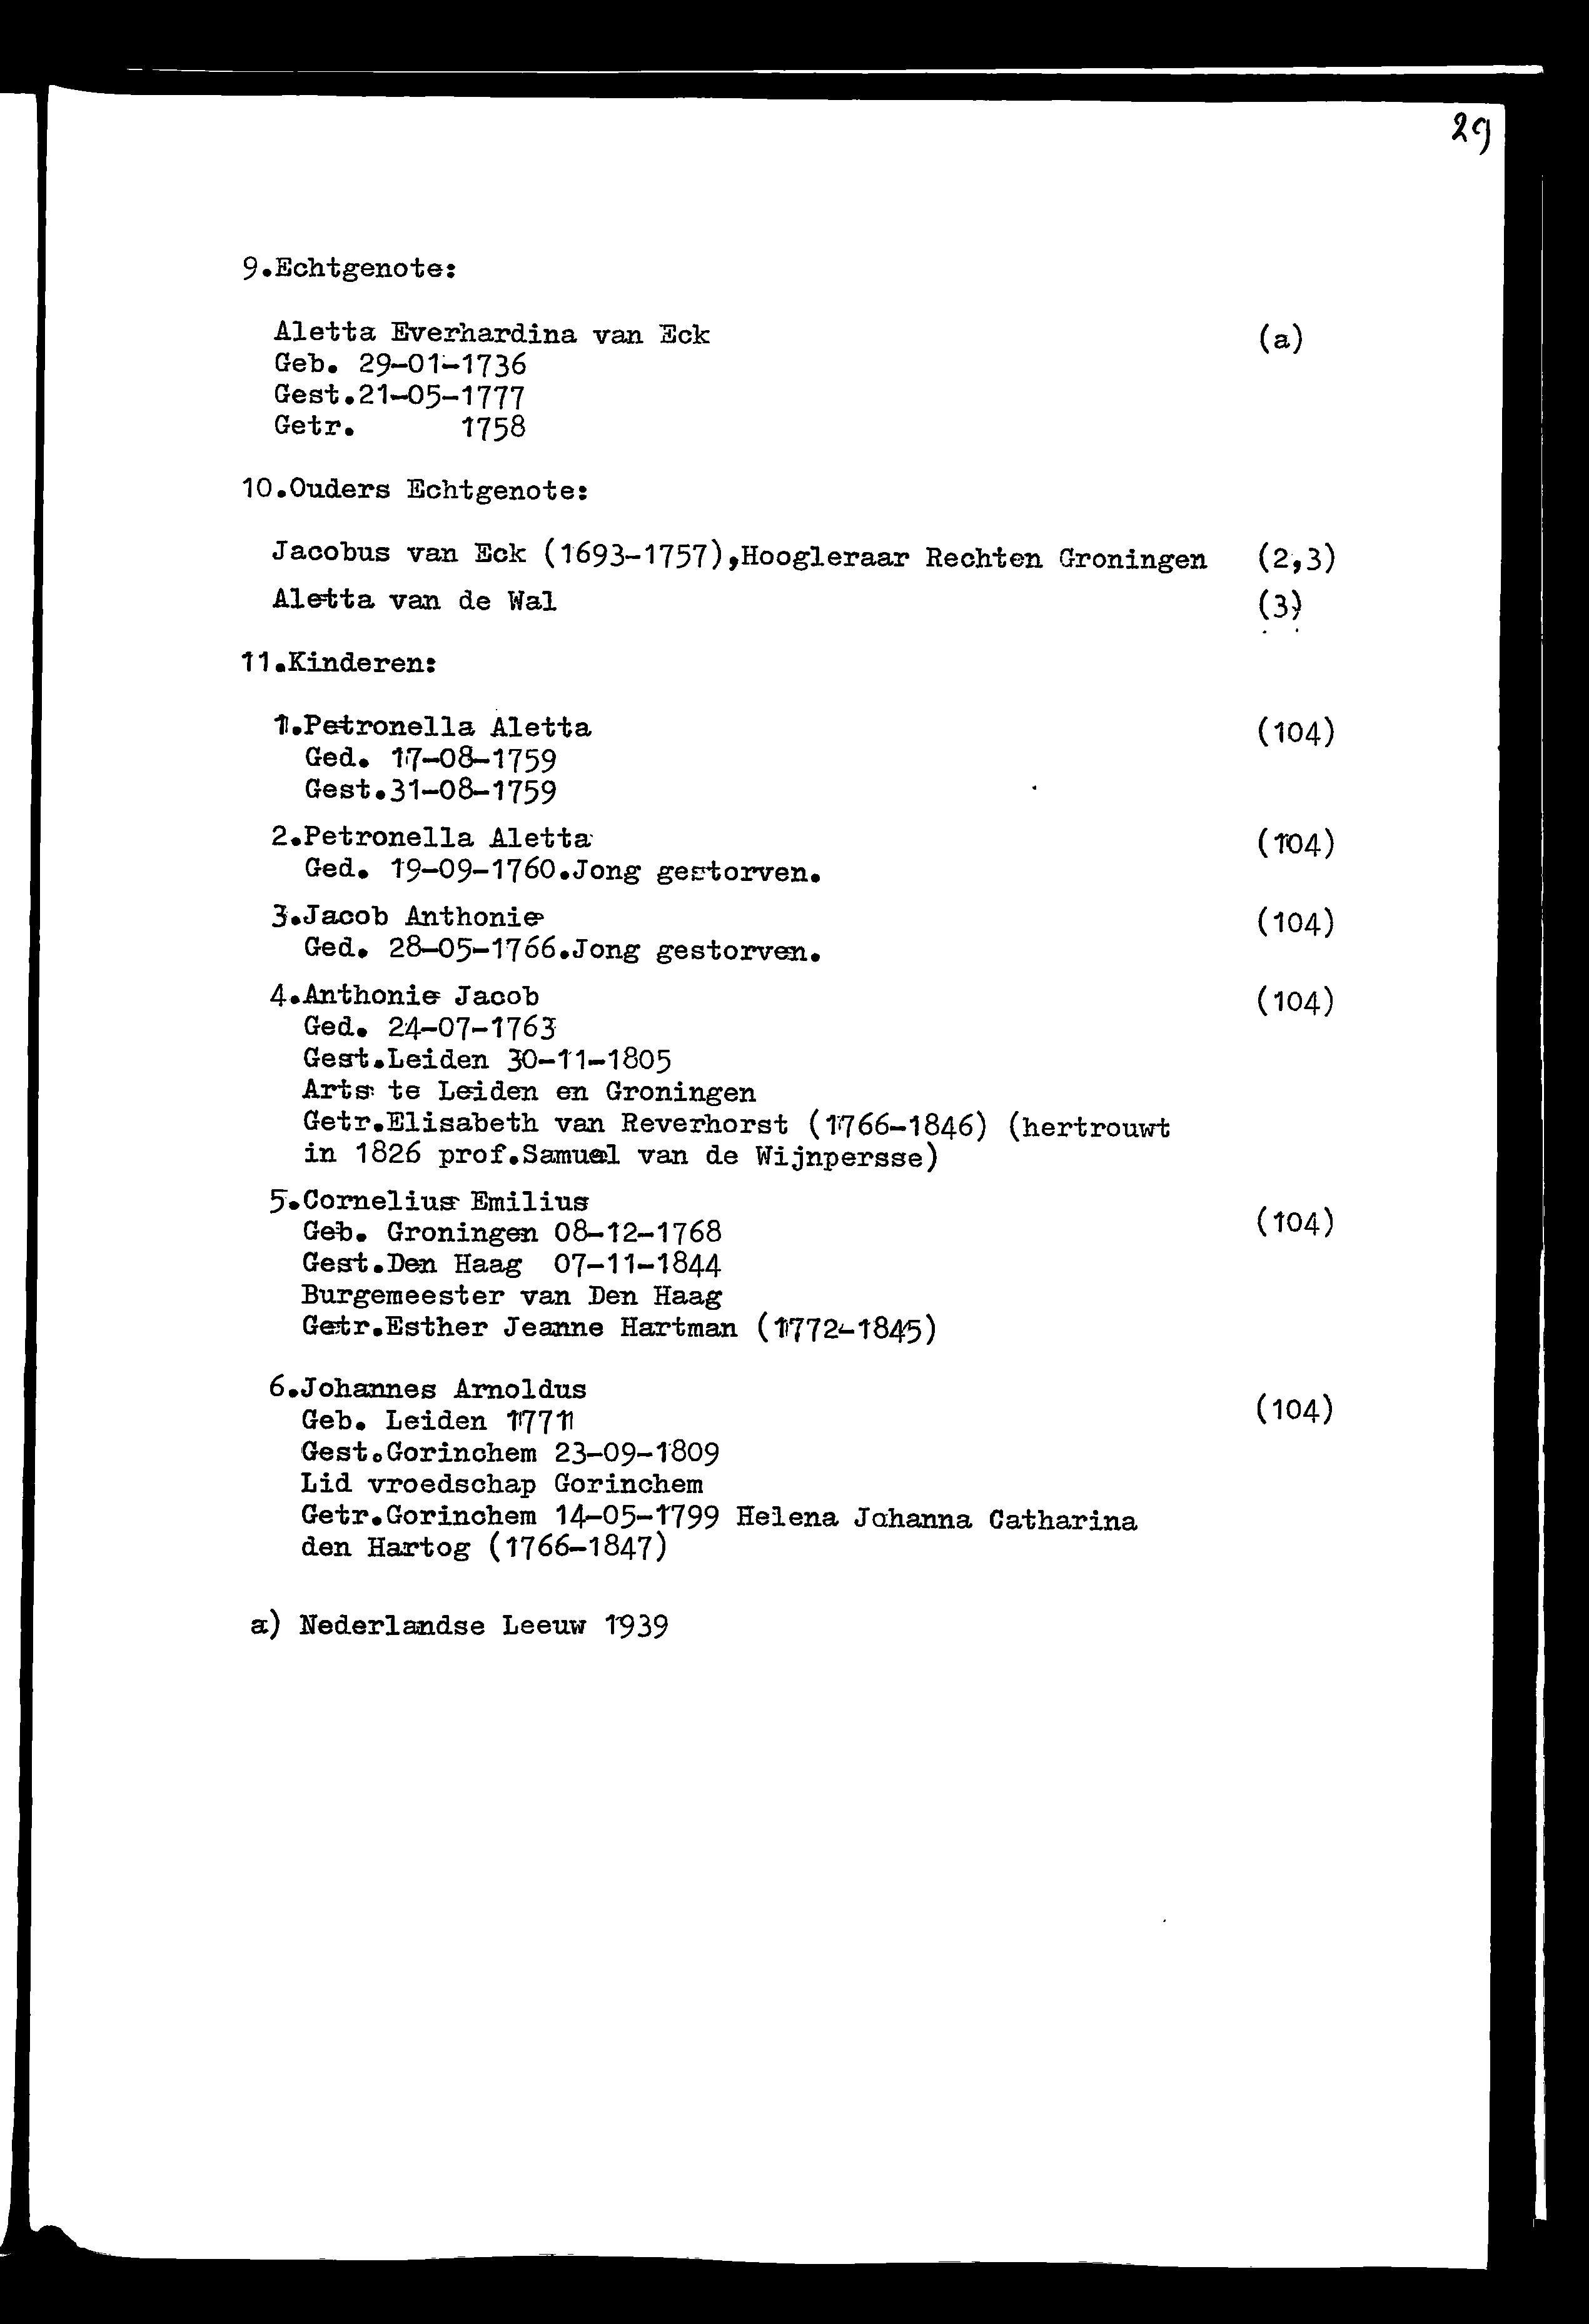 29
9.Echtgenote:
Aletta Everhardina van Eck (a)
Geb. 29-01-1736
Gest.21-05-1777
Getr. 1758
10.Ouders Echtgenote:
Jacobus van Eck (1693-1757),Hoogleraar Rechten Groningen (2,3)
Aletta van de Wal (3)
11.Kinderen:
1.Petronella Aletta (104)
Ged. 17-08-1759
Gest.31-08-1759
2.Petronella Aletta (104)
Ged. 19-09-1760.Jong gestorven.
3.Jacob Anthonie (104)
Ged. 28-05-1766.Jong gestorven.
4.Anthonie Jacob (104)
Ged. 24-07-1763
Gest.Leiden 30-11-1805
Arts te Leiden en Groningen
Getr.Elisabeth van Reverhorst (1766-1846) (hertrouwt
in 1826 prof.Samuel van de Wijnpersse)
5.Cornelius Emilius (104)
Geb. Groningen 08-12-1768
Gest.Den Haag 07-11-1844
Burgemeester van Den Haag
Getr.Esther Jeanne Hartman (1772-1845)
6.Johannes Arnoldus (104)
Geb. Leiden 1771
Gest.Gorinchem 23-09-1809
Lid vroedschap Gorinchem
Getr.Gorinchem 14-05-1799 Helena Johanna Catharina
den Hartog (1766-1847)
a) Nederlandse Leeuw 1939